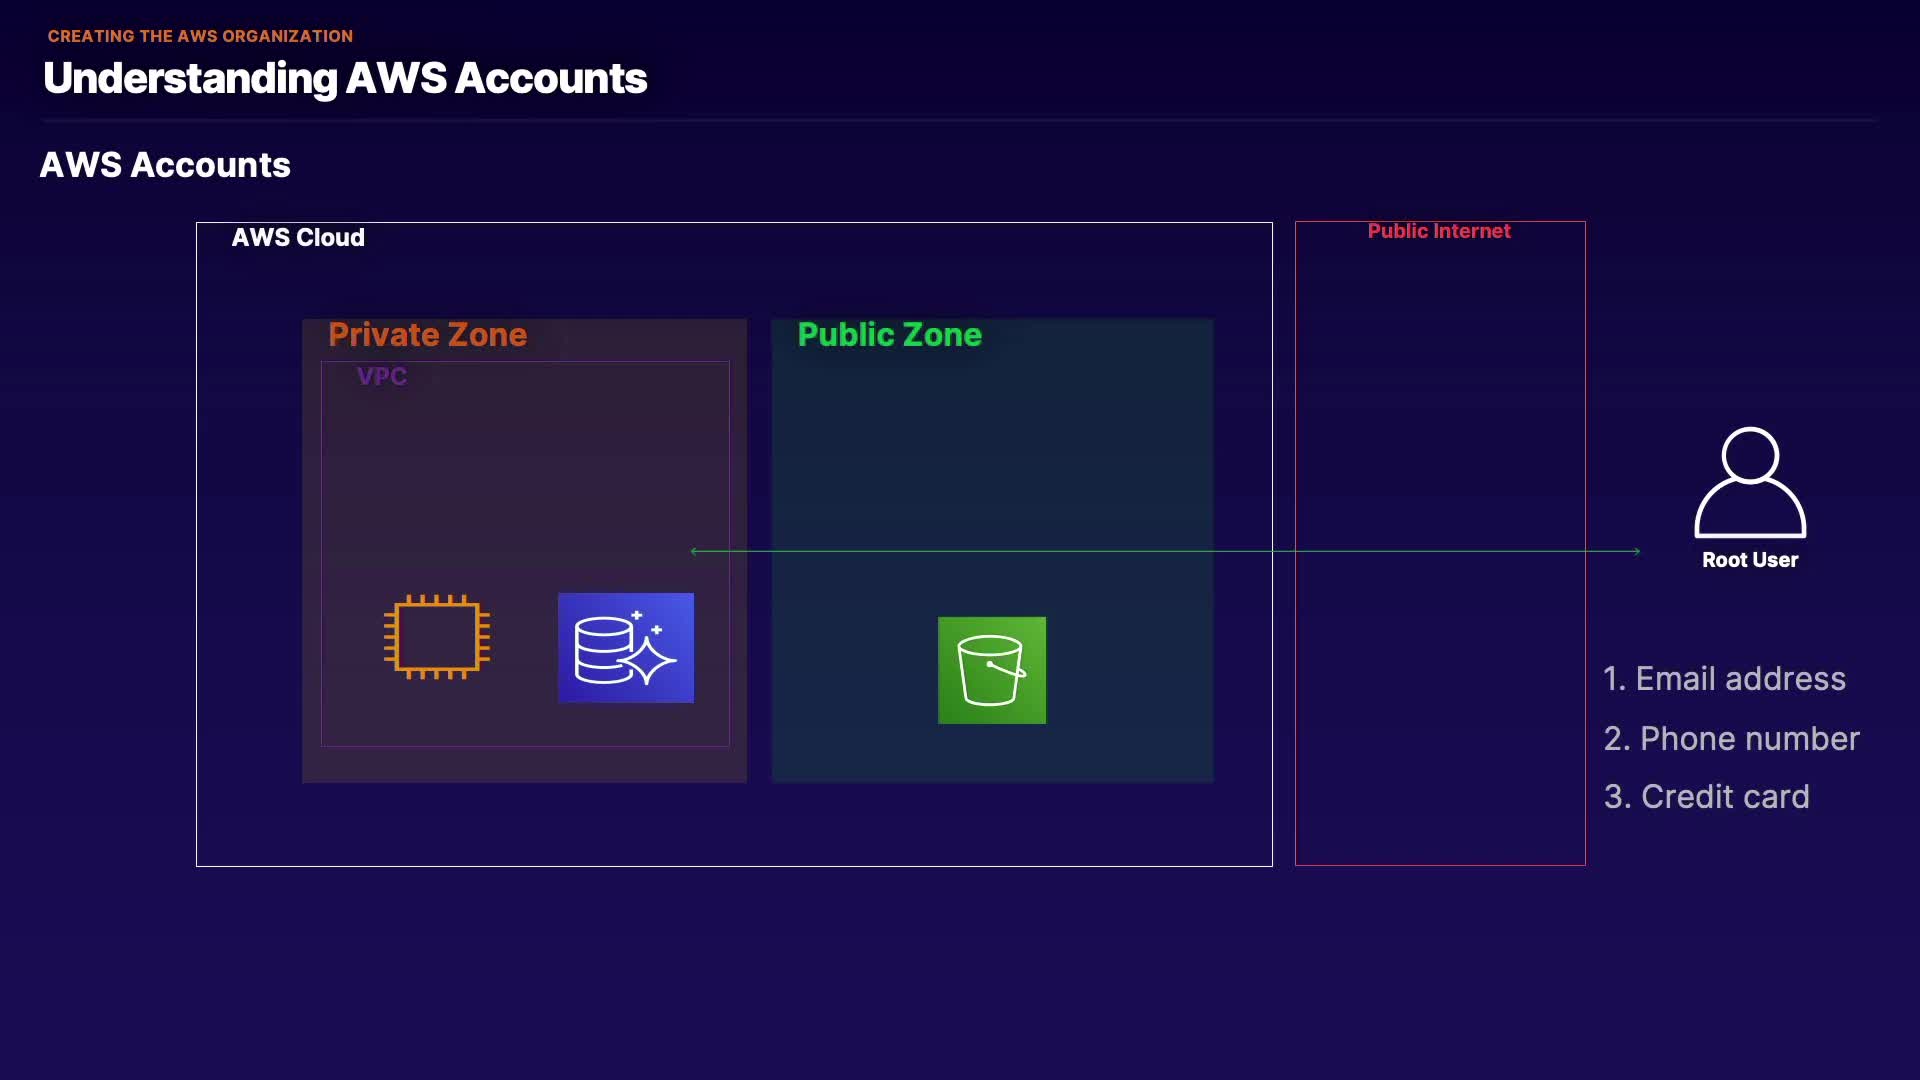 CREATING THE AWS ORGANIZATION
Understanding AWS Accounts
AWS Accounts
AWS Cloud
Public Internet
Private Zone
Public Zone
VPC
Root User
1. Email address
2. Phone number
3. Credit card